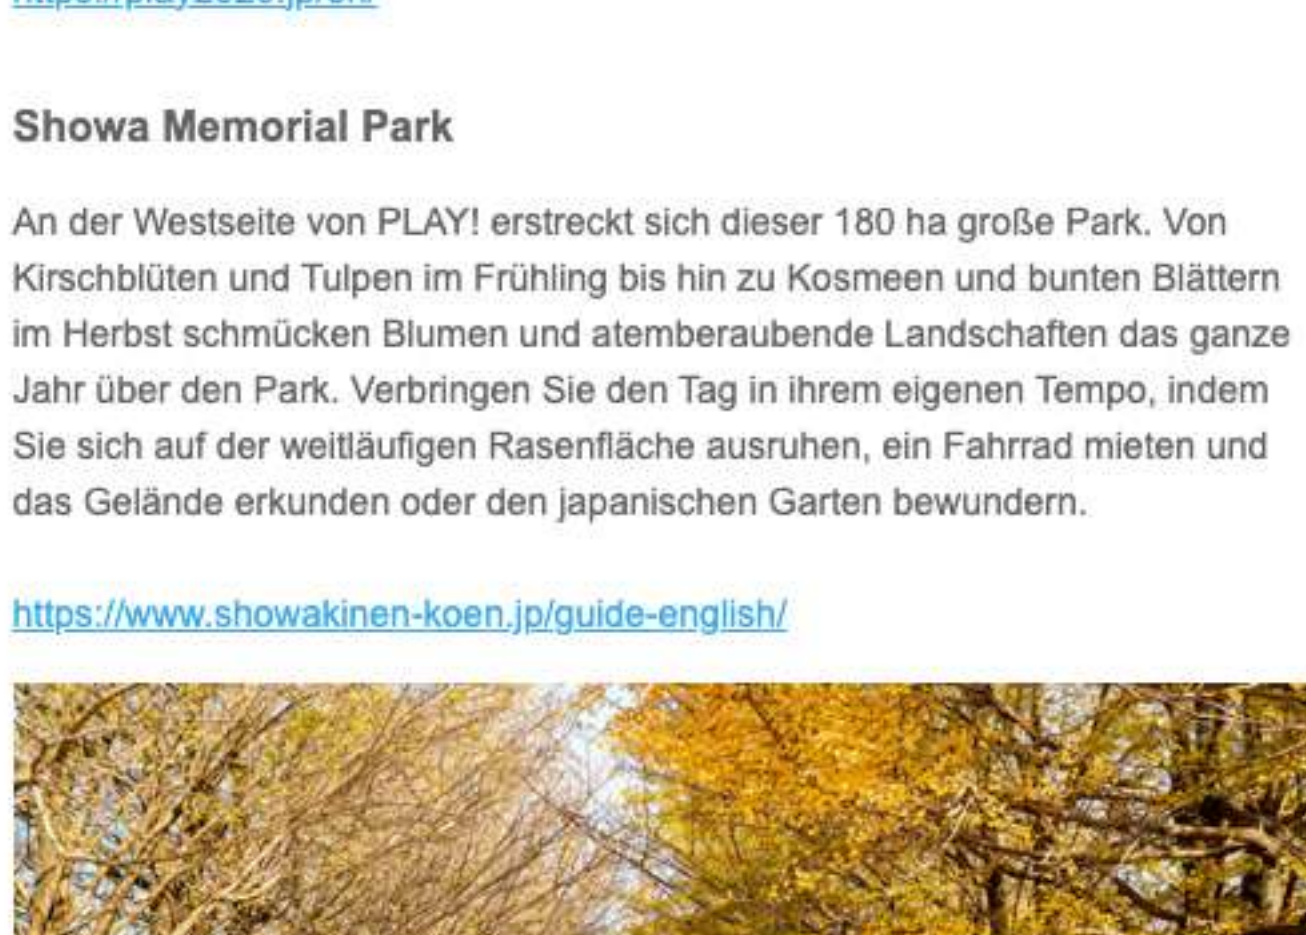 Showa Memorial Park
An der Westseite von PLAY! erstreckt sich dieser 180 ha große Park. Von
Kirschblüten und Tulpen im Frühling bis hin zu Kosmeen und bunten Blättern
im Herbst schmücken Blumen und atemberaubende Landschaften das ganze
Jahr über den Park. Verbringen Sie den Tag in ihrem eigenen Tempo, indem
Sie sich auf der weitläufigen Rasenfläche ausruhen, ein Fahrrad mieten und
das Gelände erkunden oder den japanischen Garten bewundern.
https://www.showakinen-koen.jp/guide-english/